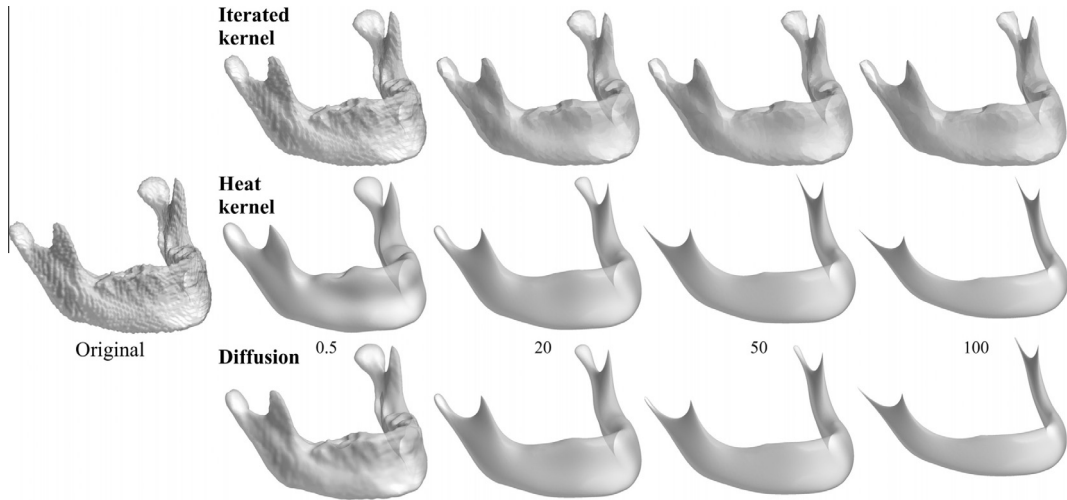 Iterated
kernel
Heat
kernel
Original
0.5
20
50
100
Diffusion